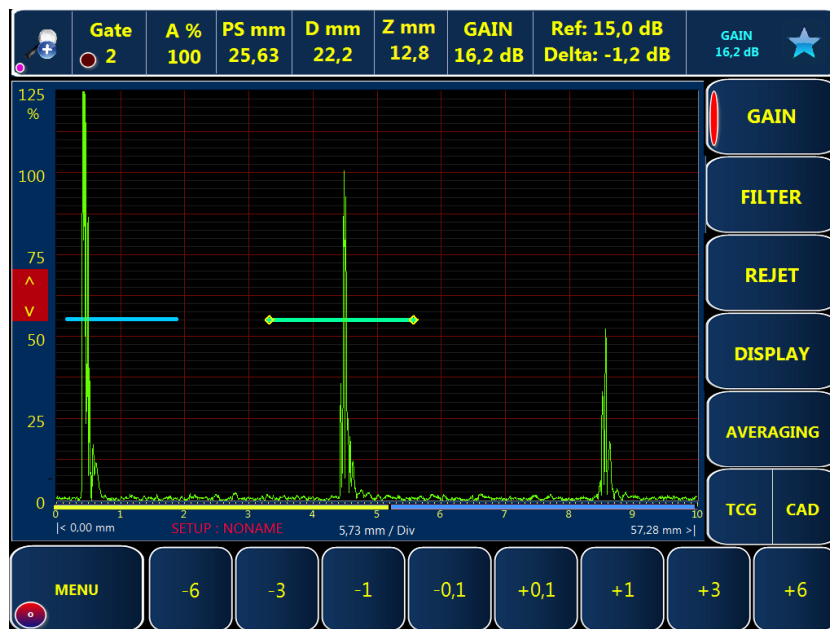 Gate
2
A %
100
PS mm
25,63
D mm
22,2
Z mm
12,8
GAIN
16,2 dB
Ref: 15,0 dB
Delta: -1,2 dB
GAIN
16,2 dB
125
%
100
75
^
v
50
25
0
0 1 2 3 4 5 6 7 8 9 10
|< 0,00 mm SETUP : NONAME 5,73 mm / Div 57,28 mm >|
GAIN
FILTER
REJET
DISPLAY
AVERAGING
TCG CAD
MENU -6 -3 -1 -0,1 +0,1 +1 +3 +6
o